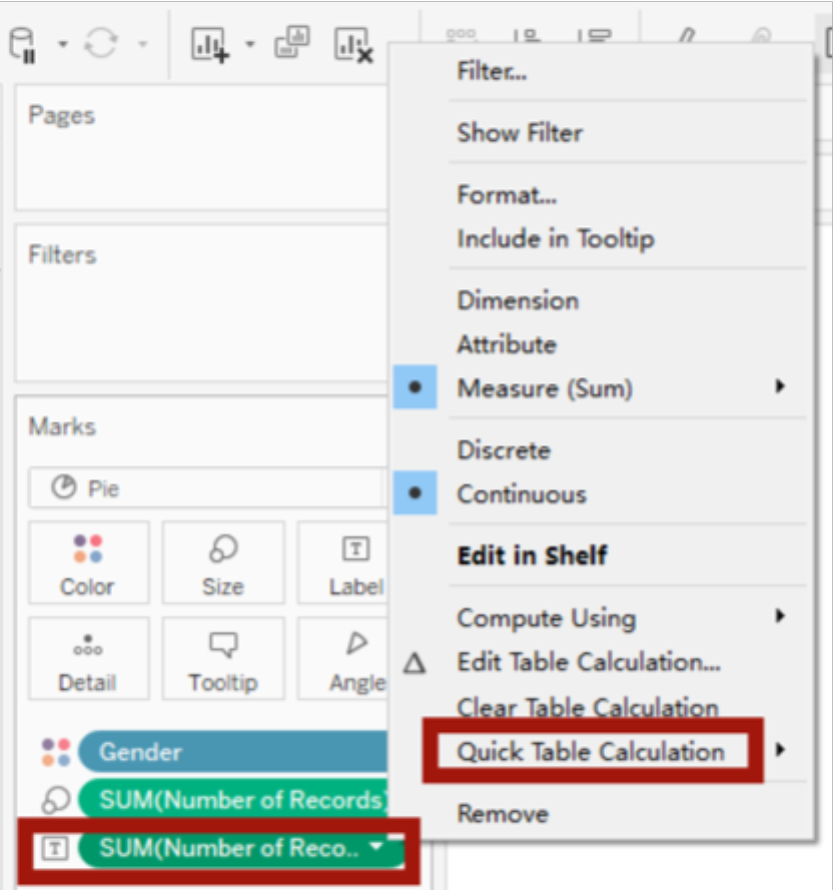 Pages
Filters
Marks
Pie
Color
Size
Label
Detail
Tooltip
Angle
Gender
SUM(Number of Records)
SUM(Number of Reco..
Filter...
Show Filter
Format...
Include in Tooltip
Dimension
Attribute
Measure (Sum)
Discrete
Continuous
Edit in Shelf
Compute Using
Edit Table Calculation...
Clear Table Calculation
Quick Table Calculation
Remove